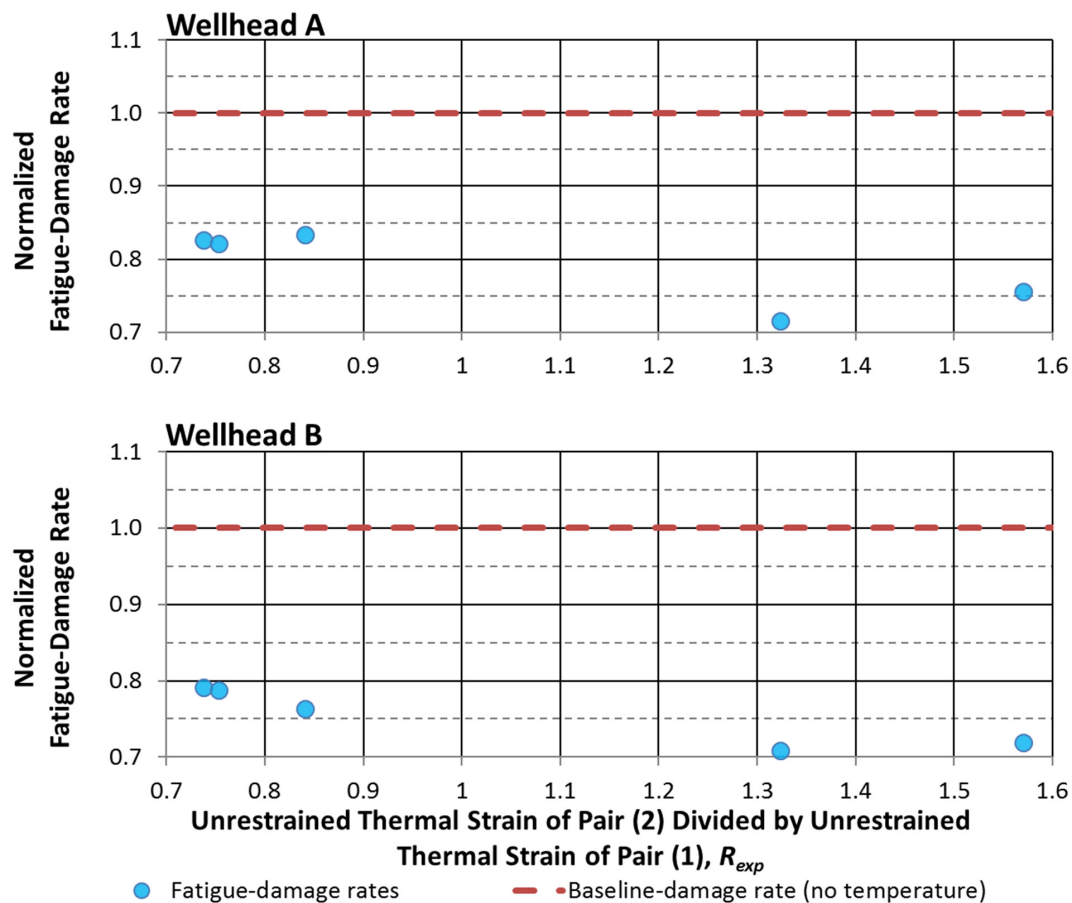 Wellhead A
Normalized
Fatigue-Damage Rate
1.1
1.0
0.9
0.8
0.7
0.7 0.8 0.9 1 1.1 1.2 1.3 1.4 1.5 1.6
Wellhead B
Normalized
Fatigue-Damage Rate
1.1
1.0
0.9
0.8
0.7
0.7 0.8 0.9 1 1.1 1.2 1.3 1.4 1.5 1.6
Unrestrained Thermal Strain of Pair (2) Divided by Unrestrained
Thermal Strain of Pair (1), Rexp
Fatigue-damage rates Baseline-damage rate (no temperature)